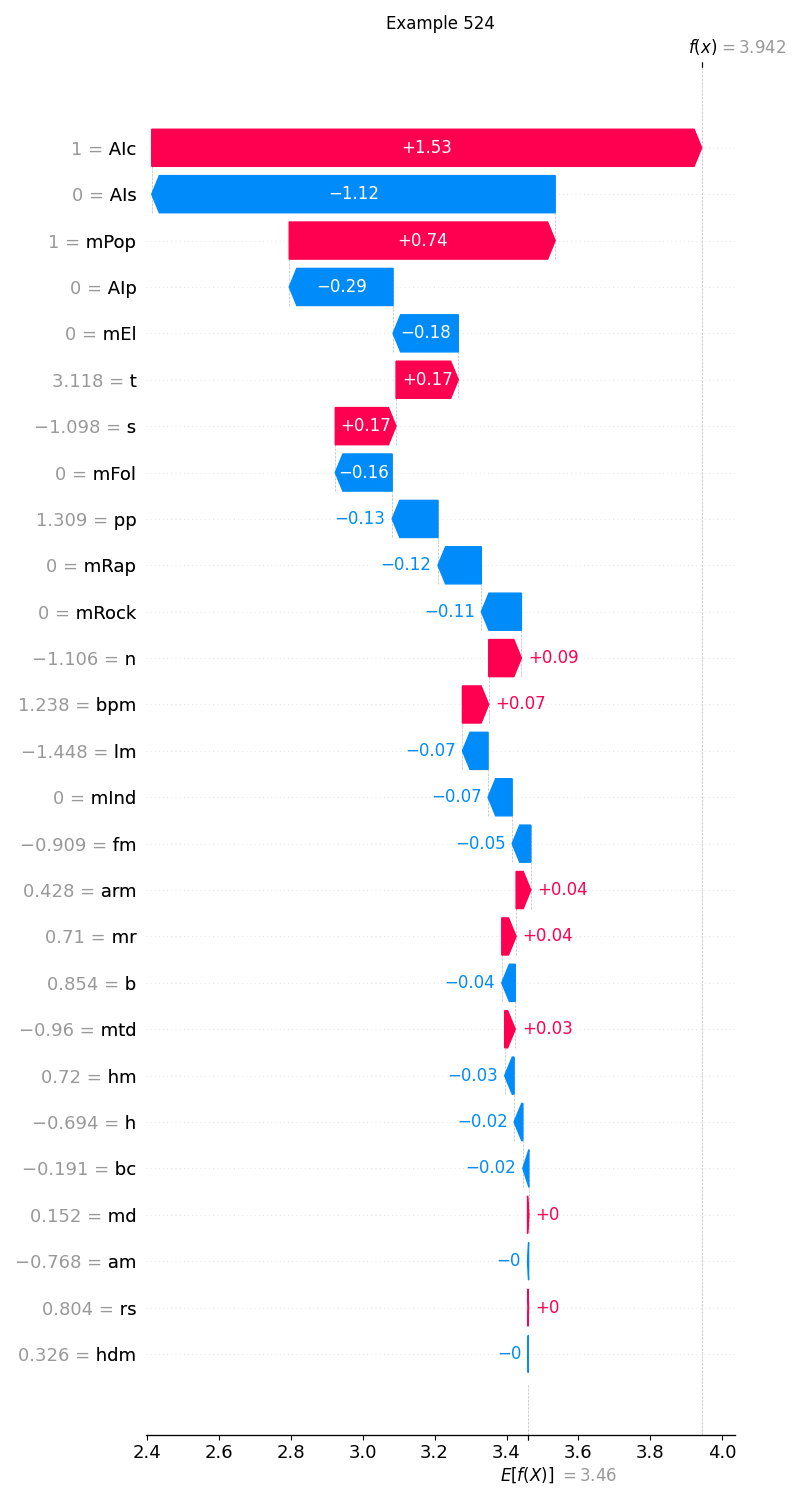 Example 524
f(x) = 3.942
1 = AIc
+1.53
0 = AIs
−1.12
1 = mPop
+0.74
0 = AIp
−0.29
0 = mEl
−0.18
3.118 = t
+0.17
−1.098 = s
+0.17
0 = mFol
−0.16
1.309 = pp
−0.13
0 = mRap
−0.12
0 = mRock
−0.11
−1.106 = n
+0.09
1.238 = bpm
+0.07
−1.448 = lm
−0.07
0 = mInd
−0.07
−0.909 = fm
−0.05
0.428 = arm
+0.04
0.71 = mr
+0.04
0.854 = b
−0.04
−0.96 = mtd
+0.03
0.72 = hm
−0.03
−0.694 = h
−0.02
−0.191 = bc
−0.02
0.152 = md
+0
−0.768 = am
−0
0.804 = rs
+0
0.326 = hdm
−0
2.4 2.6 2.8 3.0 3.2 3.4 3.6 3.8 4.0
E[f(X)] = 3.46